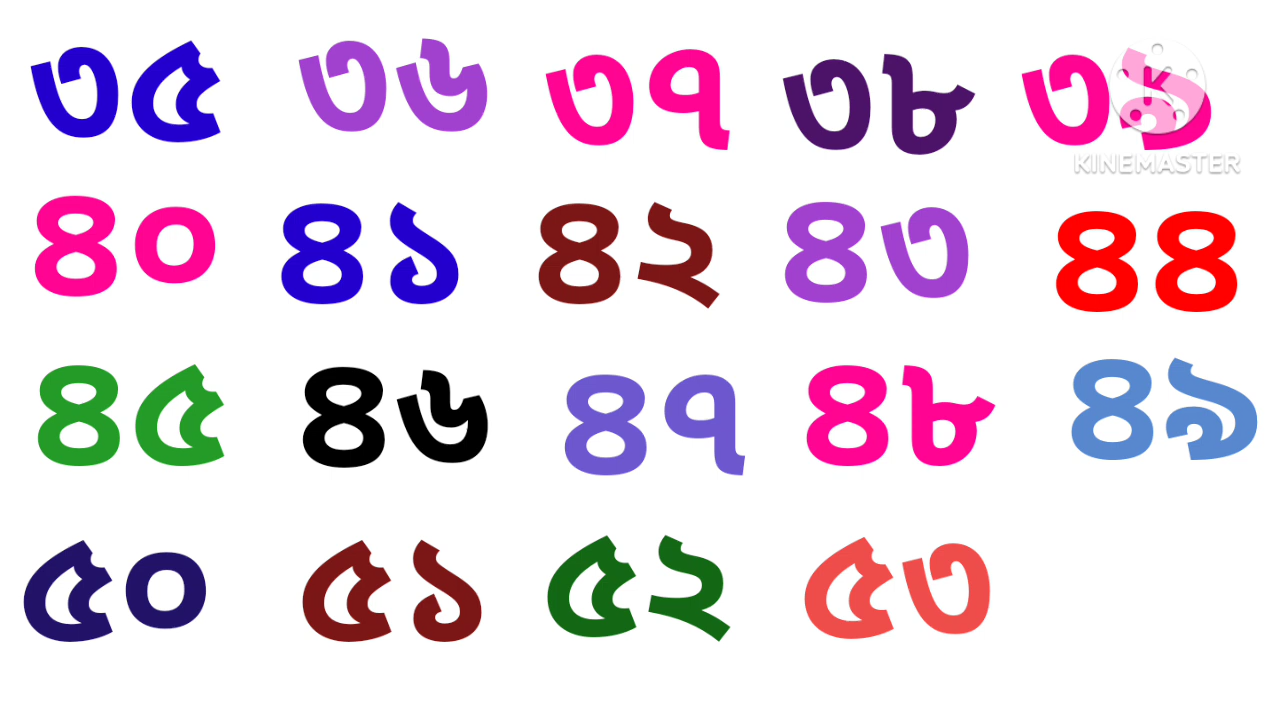 ৩৫ ৩৬ ৩৭ ৩৮ ৩৯
KINEMASTER
৪০ ৪১ ৪২ ৪৩ ৪৪
৪৫ ৪৬ ৪৭ ৪৮ ৪৯
৫০ ৫১ ৫২ ৫৩